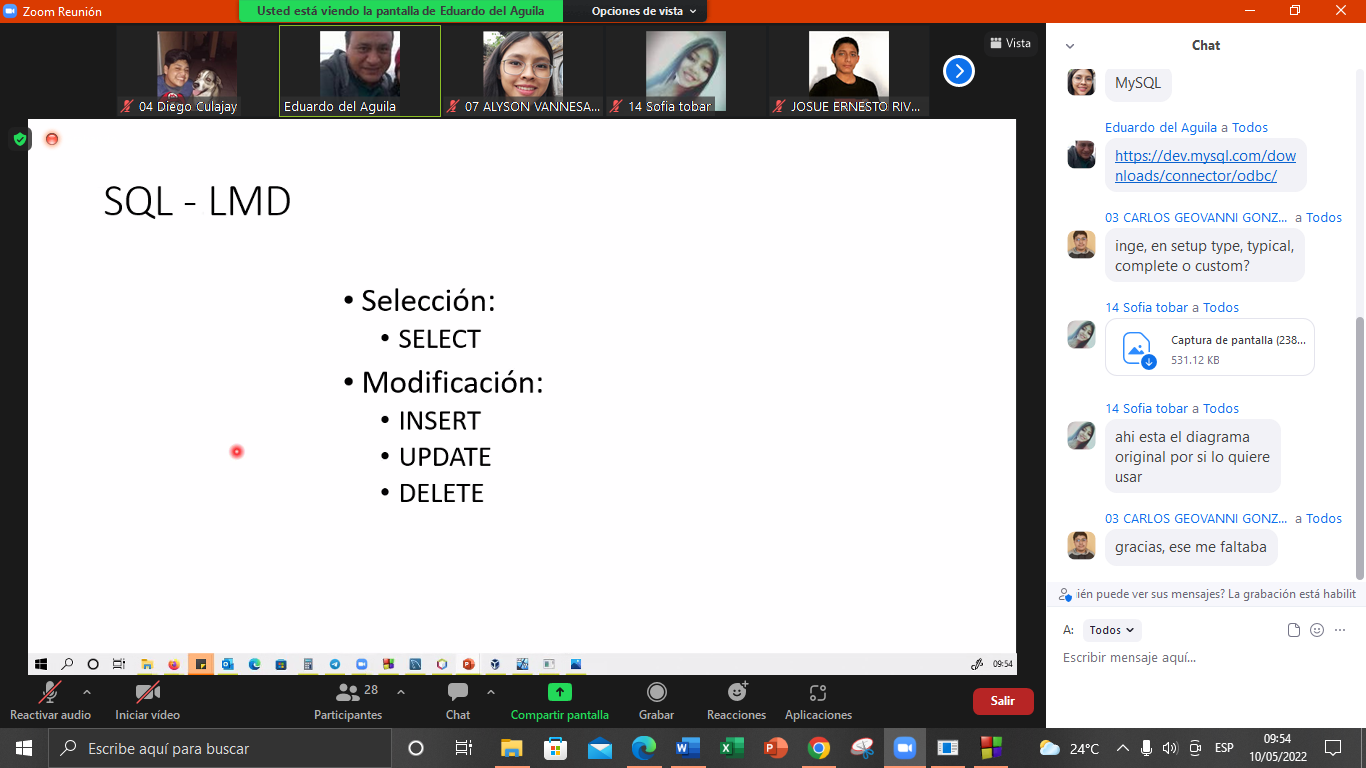 Zoom Reunión
Usted está viendo la pantalla de Eduardo del Aguila
Opciones de vista
04 Diego Culajay
Eduardo del Aguila
07 ALYSON VANNESA...
14 Sofia tobar
JOSUE ERNESTO RIV...
Vista
SQL - LMD
• Selección:
• SELECT
• Modificación:
• INSERT
• UPDATE
• DELETE
09:54
Chat
MySQL
Eduardo del Aguila a Todos
https://dev.mysql.com/dow
nloads/connector/odbc/
03 CARLOS GEOVANNI GONZ... a Todos
inge, en setup type, typical,
complete o custom?
14 Sofia tobar a Todos
Captura de pantalla (238...
531.12 KB
14 Sofia tobar a Todos
ahi esta el diagrama
original por si lo quiere
usar
03 CARLOS GEOVANNI GONZ... a Todos
gracias, ese me faltaba
ién puede ver sus mensajes? La grabación está habilit
A: Todos
Escribir mensaje aquí...
Reactivar audio
Iniciar vídeo
Participantes
28
Chat
Compartir pantalla
Grabar
Reacciones
Aplicaciones
Salir
Escribe aquí para buscar
24°C
ESP
09:54
10/05/2022